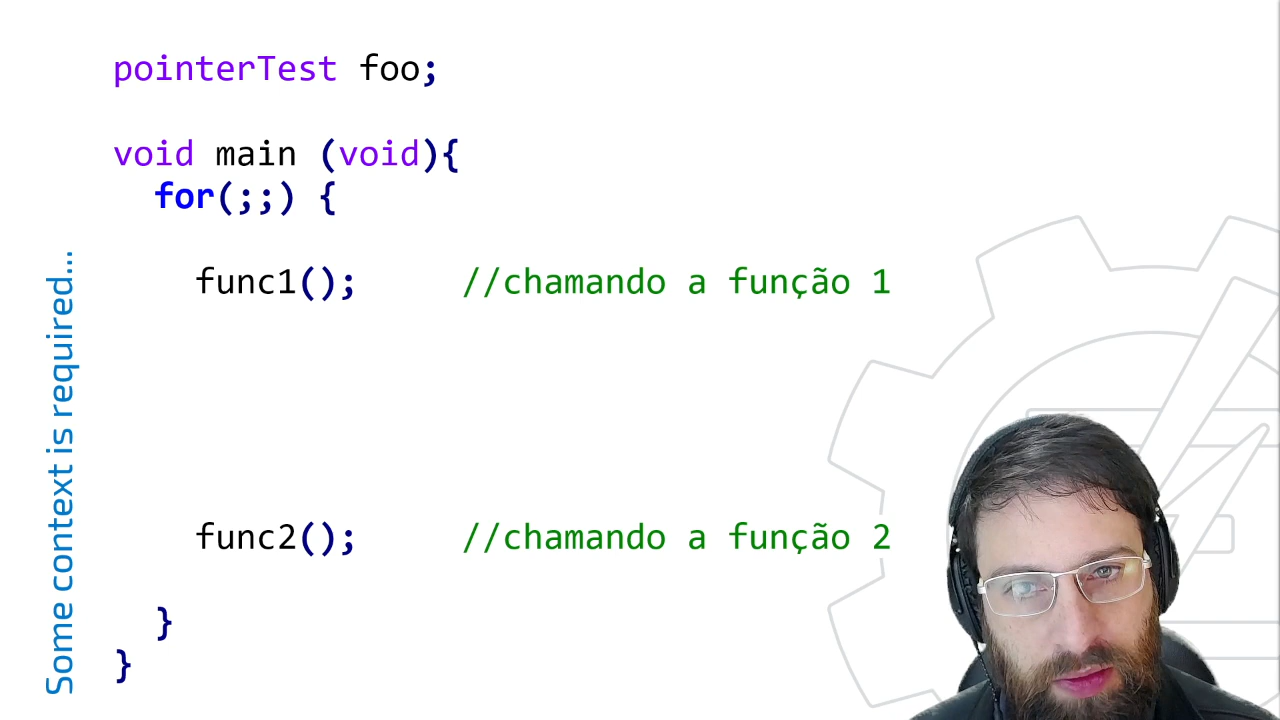 Some context is required...
pointerTest foo;
void main (void){
for(;;) {
func1(); //chamando a função 1
func2(); //chamando a função 2
}
}